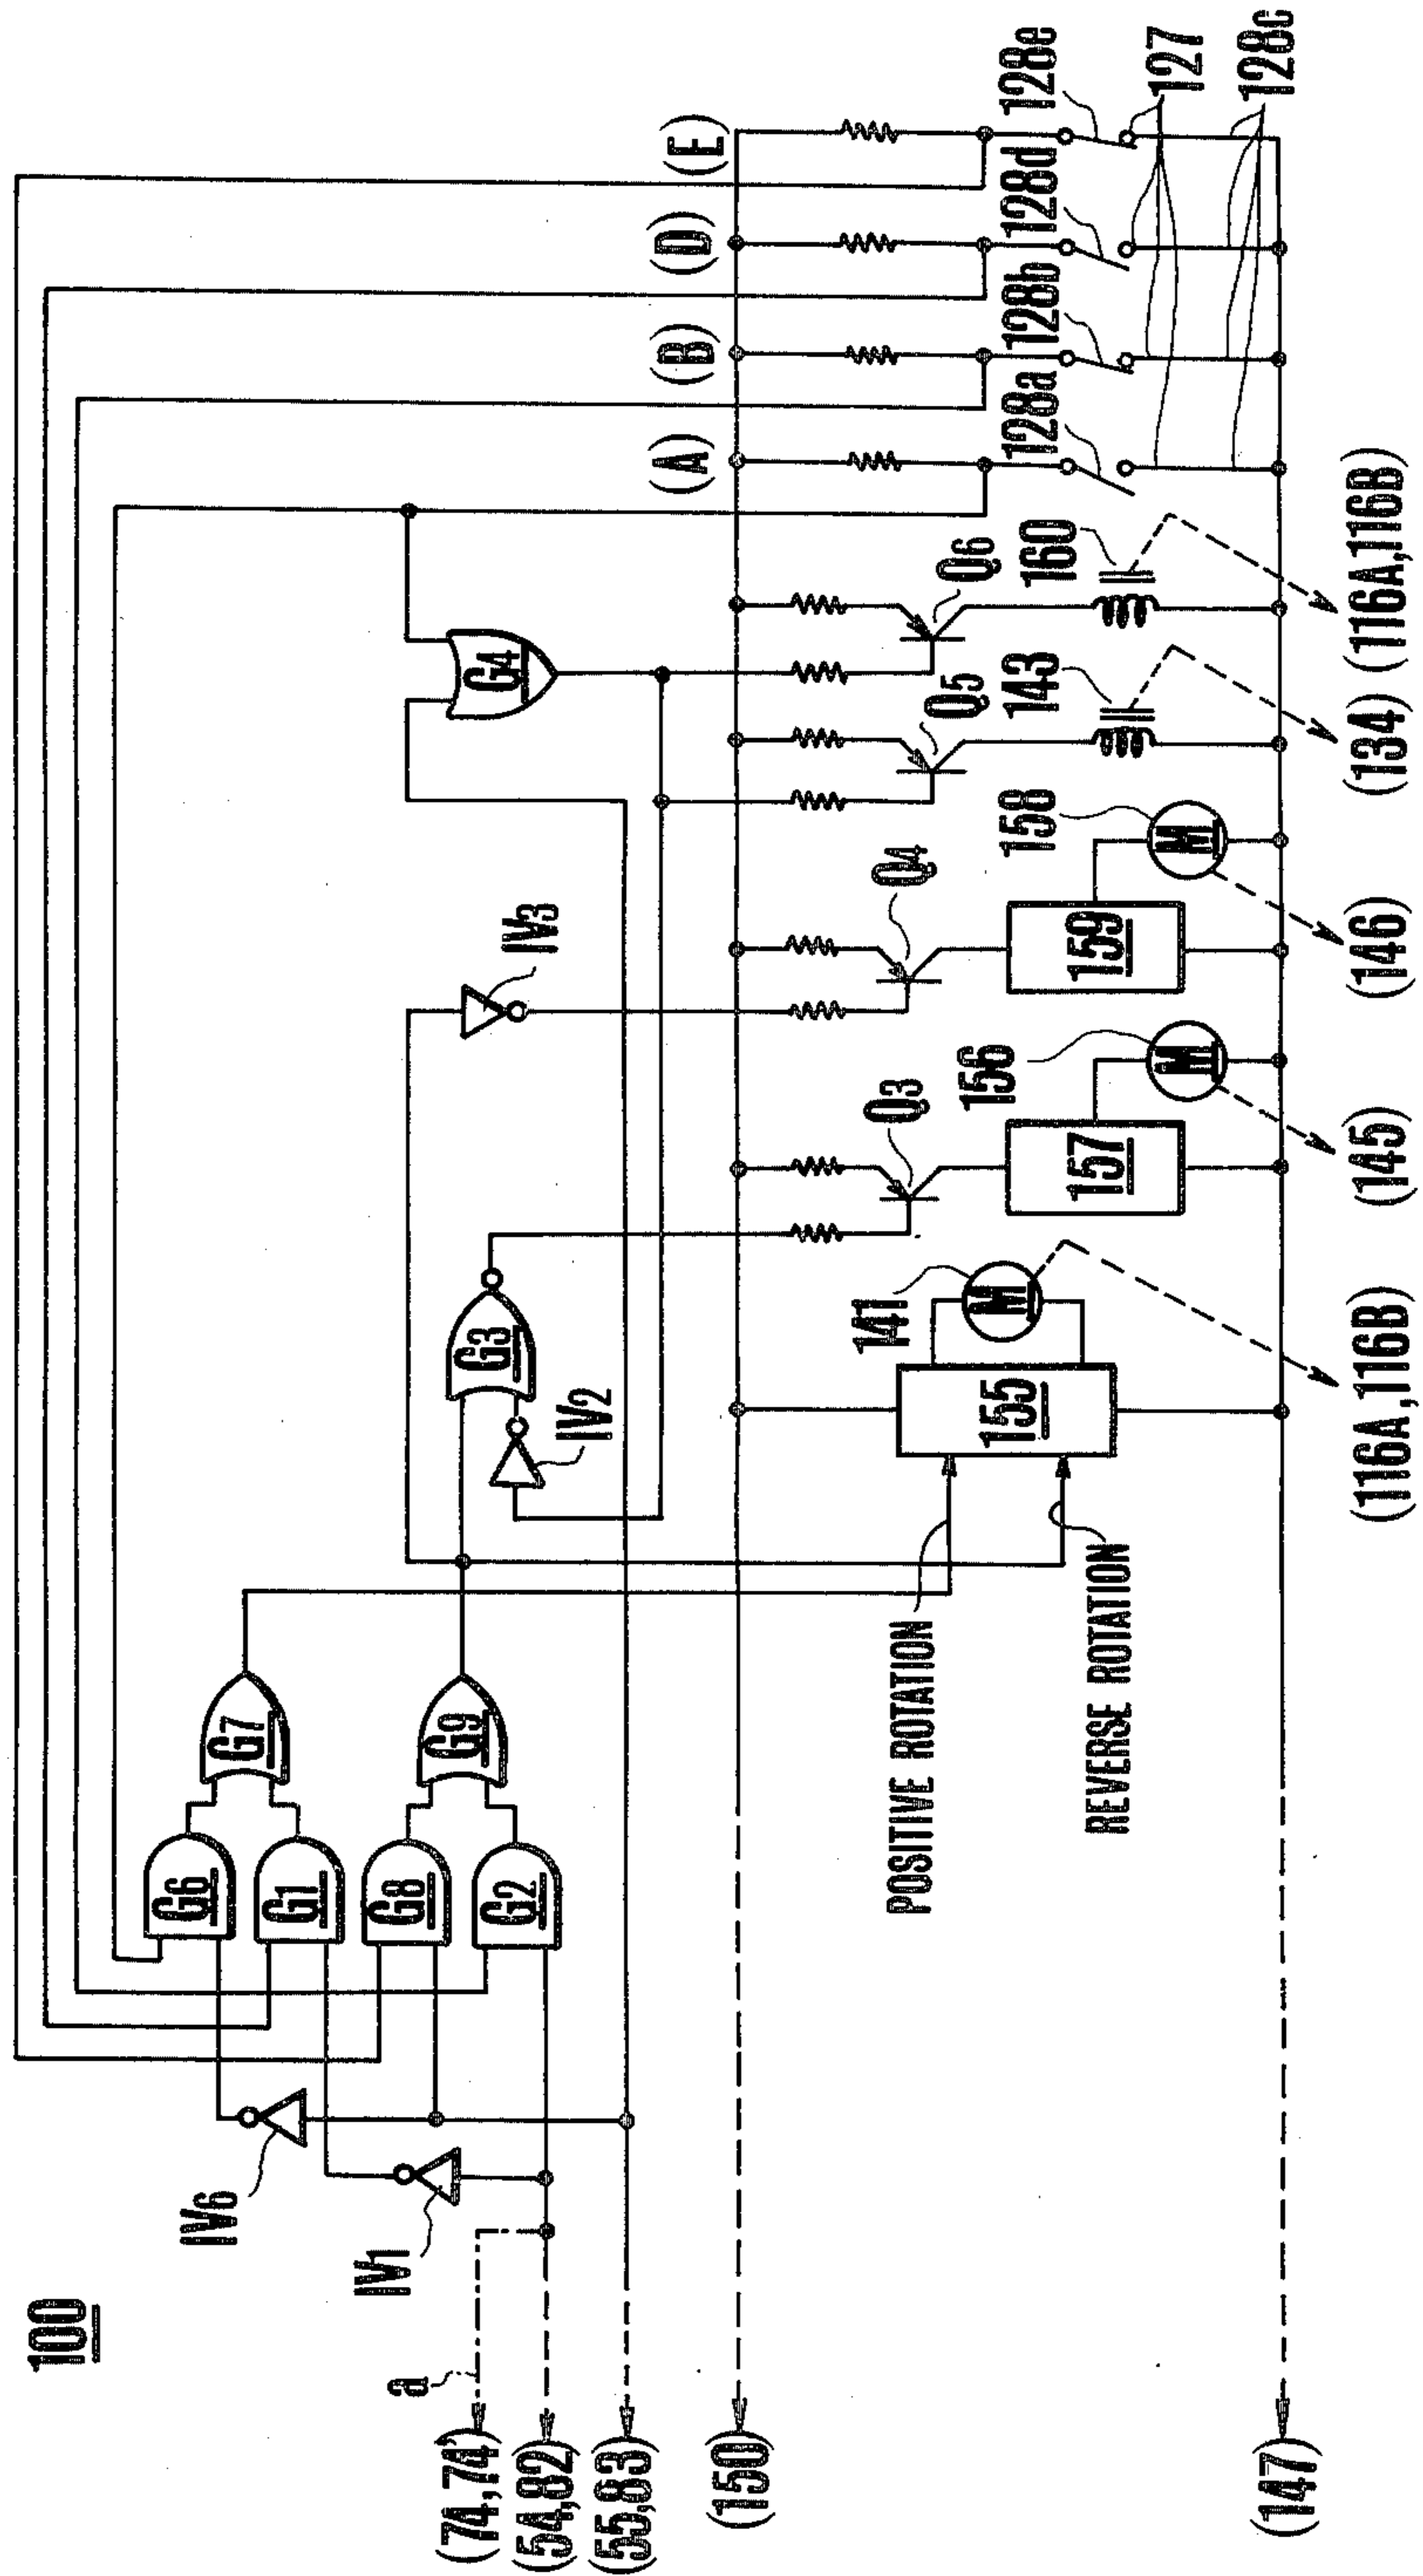 100
IV6
IV1
a
(74,74')
(54,82)
(55,83)
(150)
(147)
G6
G1
G8
G2
G7
G9
G3
IV2
IV3
G4
POSITIVE ROTATION
REVERSE ROTATION
155
141
(116A,116B)
Q3
157
156
(145)
Q4
159
158
(146)
Q5
143
(134)
Q6
160
(116A,116B)
(A)
(B)
(D)
(E)
128a
128b
128d
128e
127
128c